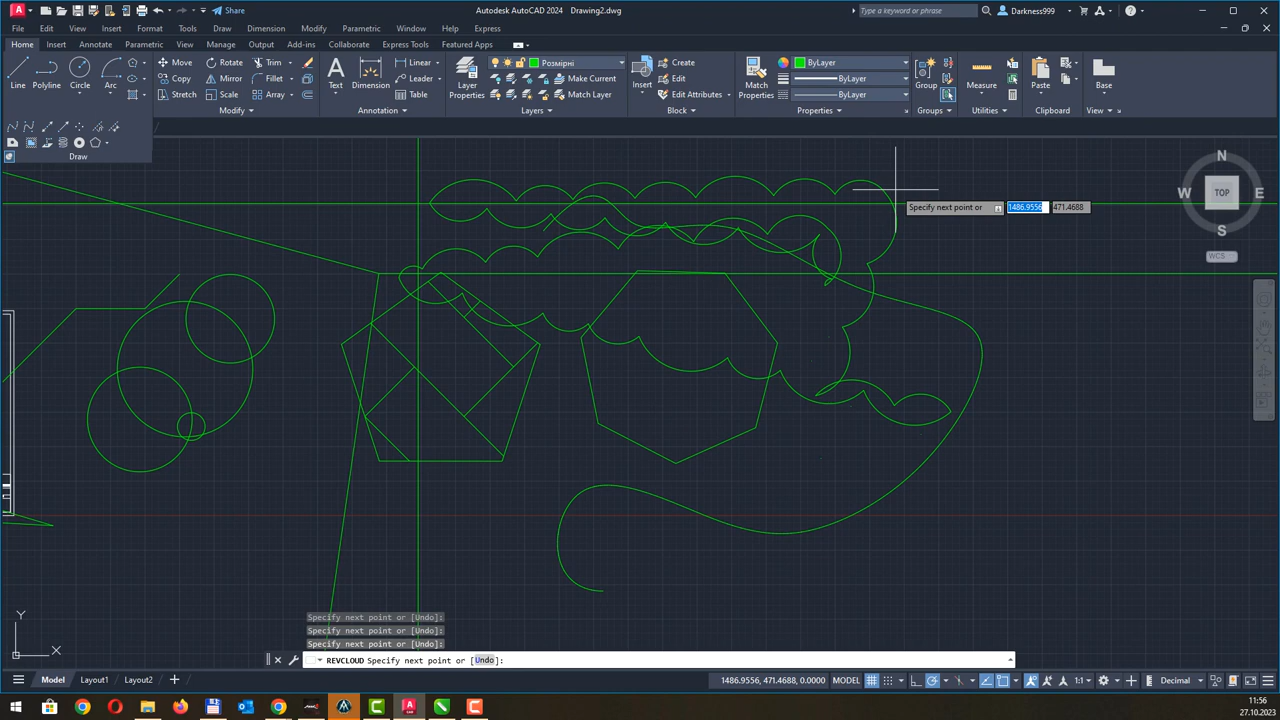 Share
Autodesk AutoCAD 2024 Drawing2.dwg
Type a keyword or phrase
Darkness999
File Edit View Insert Format Tools Draw Dimension Modify Parametric Window Help Express
Home Insert Annotate Parametric View Manage Output Add-ins Collaborate Express Tools Featured Apps
Line Polyline Circle Arc
Move Rotate Trim
Copy Mirror Fillet
Stretch Scale Array
Modify
Text Dimension
Linear
Leader
Table
Annotation
Layer Properties
Розмірні
Make Current
Match Layer
Layers
Insert
Create
Edit
Edit Attributes
Block
Match Properties
ByLayer
ByLayer
ByLayer
Properties
Group
Groups
Measure
Utilities
Paste
Clipboard
Base
View
Draw
N
W TOP E
S
WCS
Specify next point or 1486.9556 471.4688
Y
X
Specify next point or [Undo]:
Specify next point or [Undo]:
Specify next point or [Undo]:
REVCLOUD Specify next point or [Undo]:
Model Layout1 Layout2 +
1486.9556, 471.4688, 0.0000 MODEL 1:1 Decimal
11:56
27.10.2023